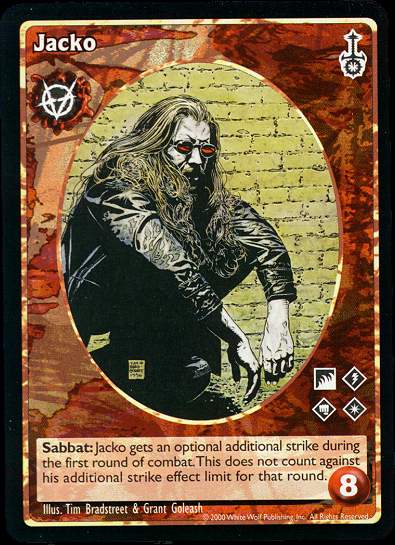 Jacko
Sabbat: Jacko gets an optional additional strike during
the first round of combat. This does not count against
his additional strike effect limit for that round.
8
Illus. Tim Bradstreet & Grant Goleash
© 2000 White Wolf Publishing, Inc. All Rights Reserved.